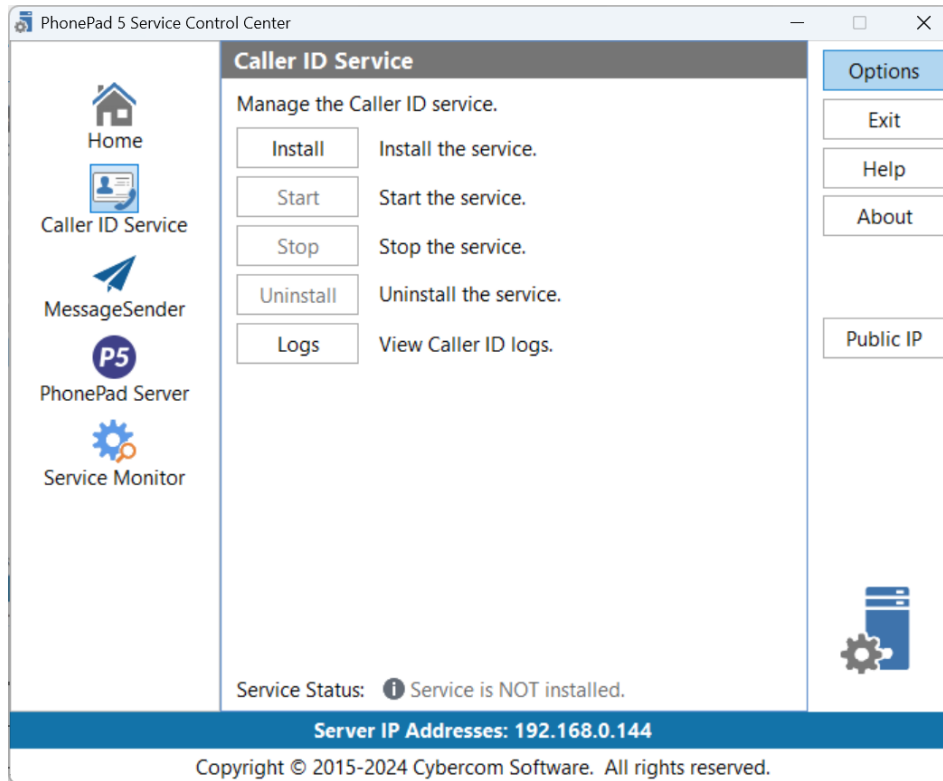 PhonePad 5 Service Control Center
Home
Caller ID Service
MessageSender
P5
PhonePad Server
Service Monitor
Caller ID Service
Manage the Caller ID service.
Install Install the service.
Start Start the service.
Stop Stop the service.
Uninstall Uninstall the service.
Logs View Caller ID logs.
Service Status: Service is NOT installed.
Options
Exit
Help
About
Public IP
Server IP Addresses: 192.168.0.144
Copyright © 2015-2024 Cybercom Software. All rights reserved.